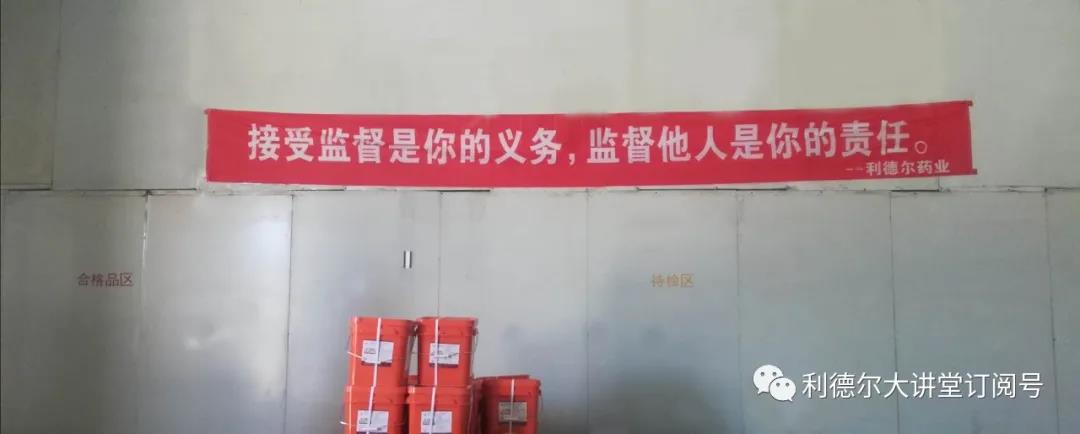 接受监督是你的义务，监督他人是你的责任。
--利德尔药业
合格品区
待检区
利德尔大讲堂订阅号